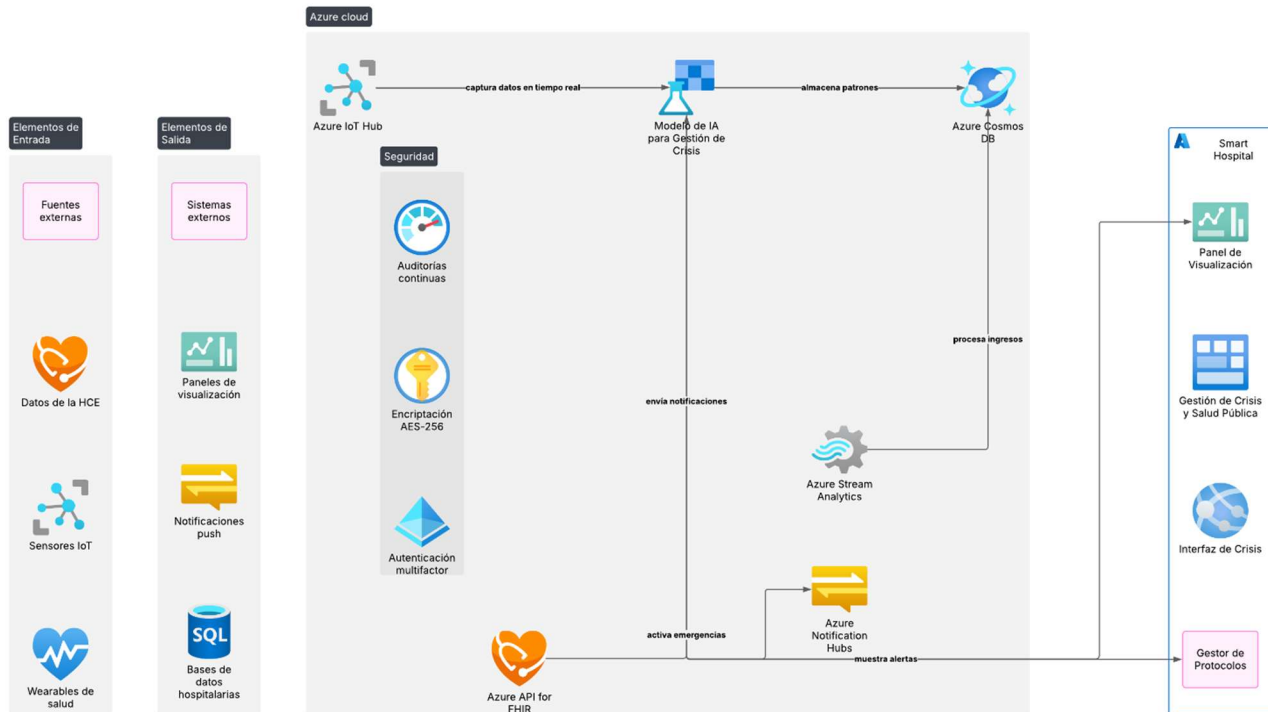 Azure cloud
Azure IoT Hub
captura datos en tiempo real
Modelo de IA
para Gestión de
Crisis
almacena patrones
Azure Cosmos
DB
Elementos de
Entrada
Fuentes
externas
Datos de la HCE
Sensores IoT
Wearables de
salud
Elementos de
Salida
Sistemas
externos
Paneles de
visualización
Notificaciones
push
SQL
Bases de
datos
hospitalarias
Seguridad
Auditorías
continuas
Encriptación
AES-256
Autenticación
multifactor
envía notificaciones
procesa ingresos
Azure Stream
Analytics
Azure
Notification
Hubs
activa emergencias
muestra alertas
Azure API for
FHIR
Smart
Hospital
Panel de
Visualización
Gestión de Crisis
y Salud Pública
Interfaz de Crisis
Gestor de
Protocolos